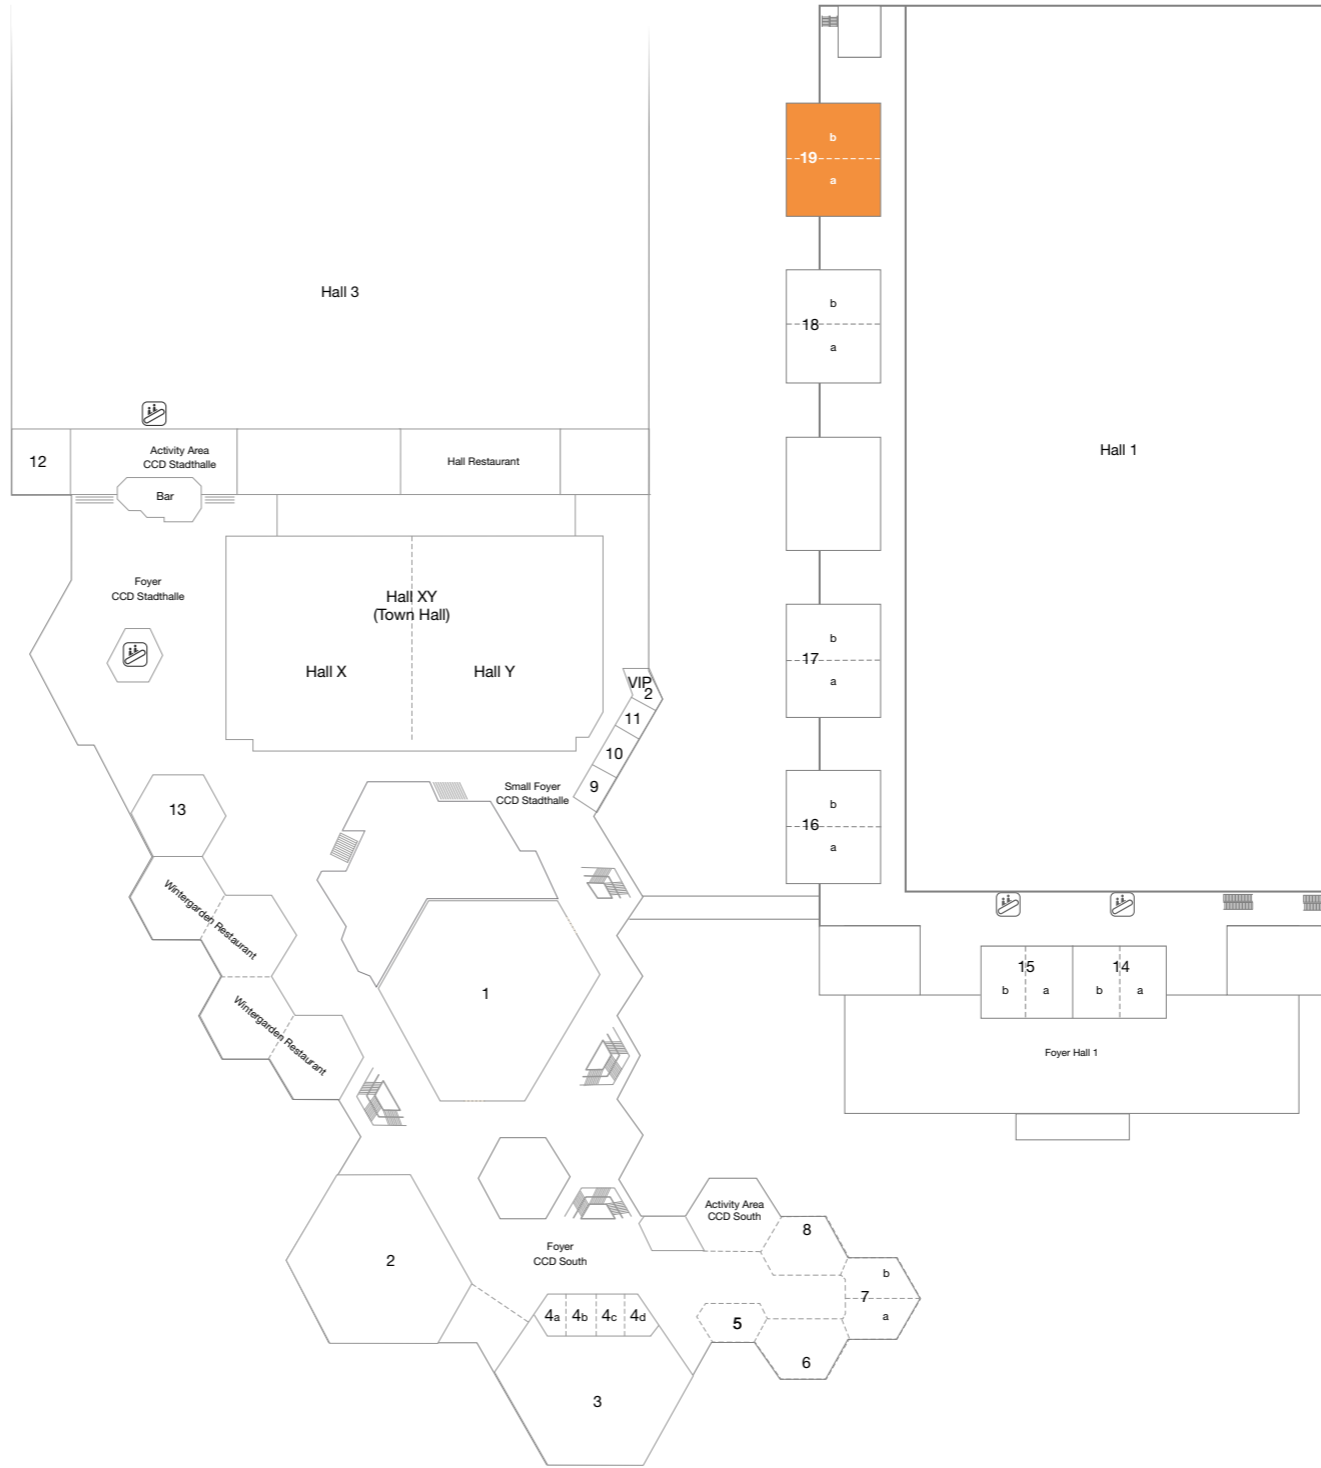 b
19
a
Hall 3
b
18
a
Hall 1
Activity Area
CCD Stadthalle
12
Hall Restaurant
Bar
Foyer
CCD Stadthalle
Hall XY
(Town Hall)
Hall X
Hall Y
b
17
a
VIP
2
11
10
9
Small Foyer
CCD Stadthalle
13
b
16
a
Wintergarden Restaurant
Wintergarden Restaurant
1
15
14
b
a
b
a
Foyer Hall 1
Activity Area
CCD South
8
2
Foyer
CCD South
b
7
a
4a
4b
4c
4d
5
6
3